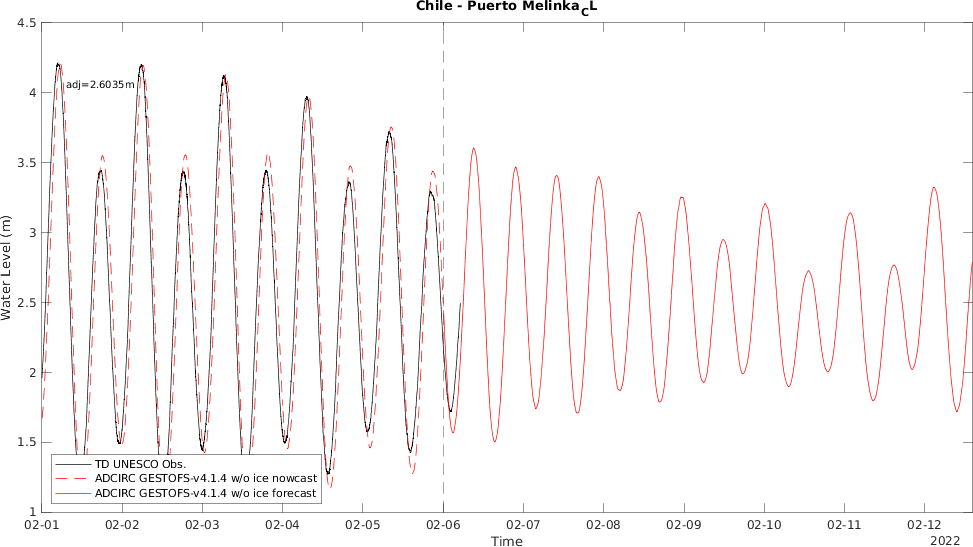 Chile - Puerto Melinka_CL
4.5
4
3.5
3
2.5
2
1.5
1
Water Level (m)
adj=2.6035m
TD UNESCO Obs.
ADCIRC GESTOFS-v4.1.4 w/o ice nowcast
ADCIRC GESTOFS-v4.1.4 w/o ice forecast
02-01 02-02 02-03 02-04 02-05 02-06 02-07 02-08 02-09 02-10 02-11 02-12
Time
2022